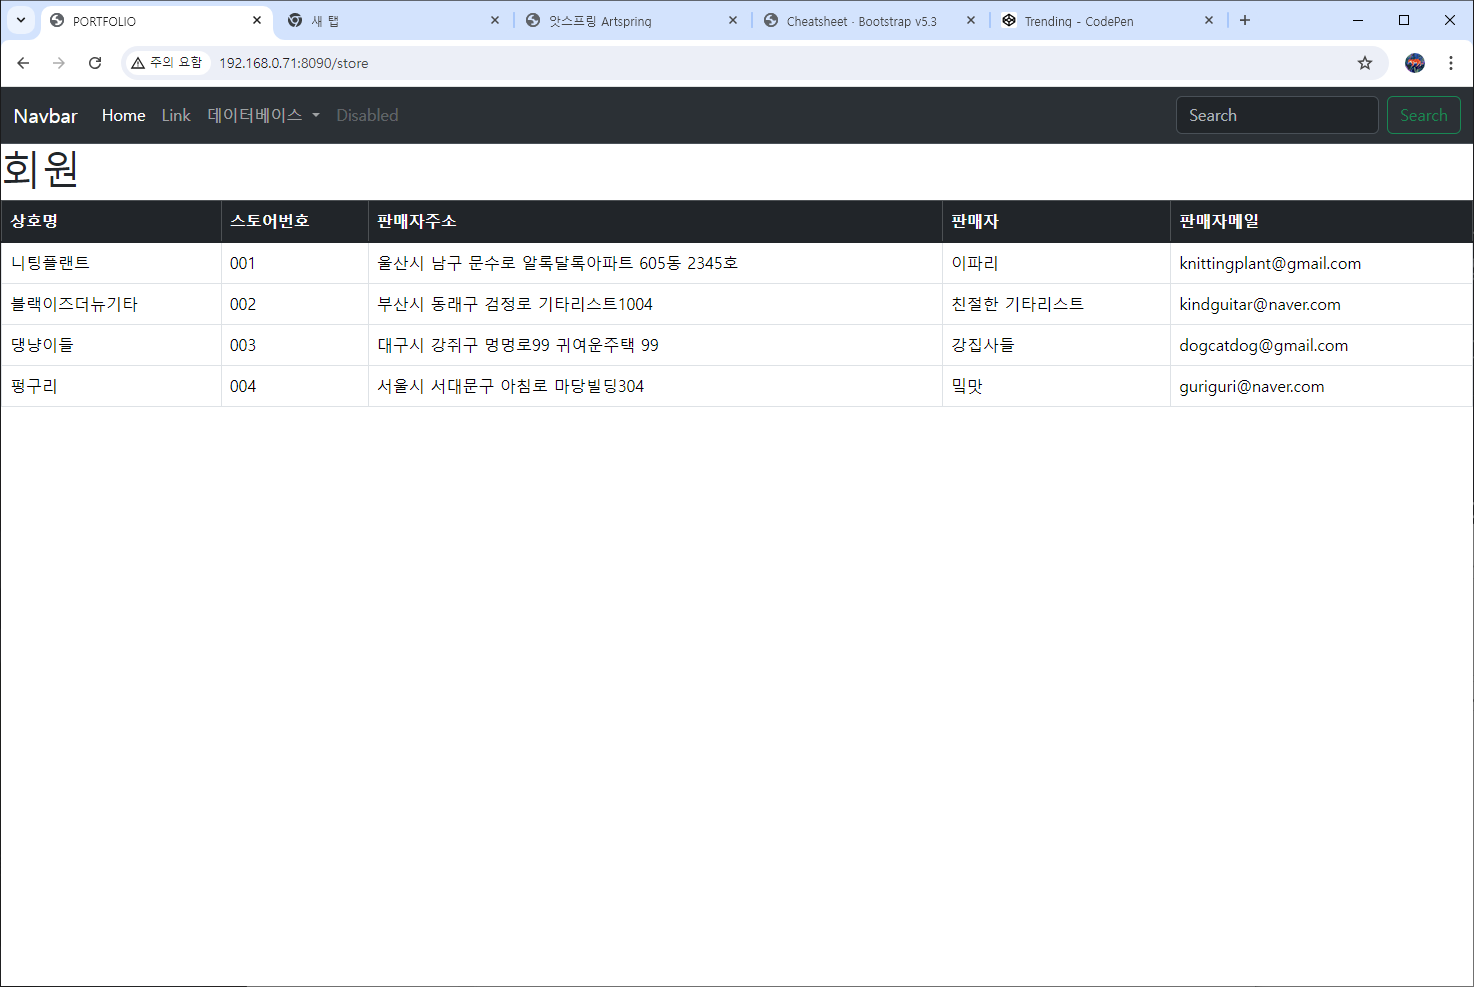 PORTFOLIO
새 탭
앗스프링 Artspring
Cheatsheet · Bootstrap v5.3
Trending - CodePen
주의 요함
192.168.0.71:8090/store
Navbar Home Link 데이터베이스 Disabled Search Search
회원
상호명 스토어번호 판매자주소 판매자 판매자메일
니팅플랜트 001 울산시 남구 문수로 알록달록아파트 605동 2345호 이파리 knittingplant@gmail.com
블랙이즈더뉴기타 002 부산시 동래구 검정로 기타리스트1004 친절한 기타리스트 kindguitar@naver.com
댕냥이들 003 대구시 강쥐구 멍멍로99 귀여운주택 99 강집사들 dogcatdog@gmail.com
펑구리 004 서울시 서대문구 아침로 마당빌딩304 밐맛 guriguri@naver.com